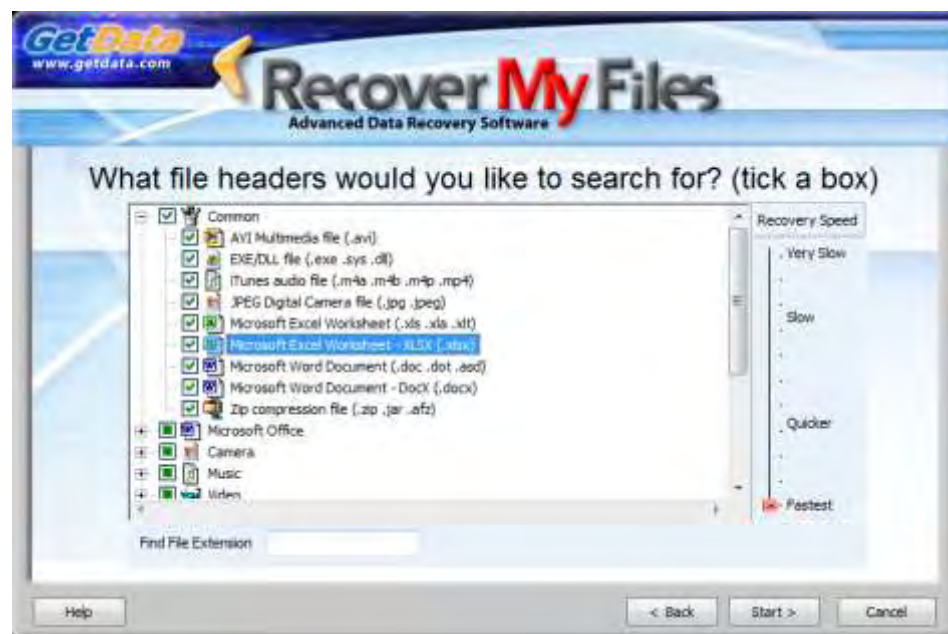 GetData
www.getdata.com
Recover My Files
Advanced Data Recovery Software
What file headers would you like to search for? (tick a box)
Common
AVI Multimedia file (.avi)
EXE/DLL file (.exe .sys .dll)
iTunes audio file (.m4a .m4b .m4p .mp4)
JPEG Digital Camera file (.jpg .jpeg)
Microsoft Excel Worksheet (.xls .xla .xlt)
Microsoft Excel Worksheet - XLSX (.xlsx)
Microsoft Word Document (.doc .dot .asd)
Microsoft Word Document - DocX (.docx)
Zip compression file (.zip .jar .afz)
Microsoft Office
Camera
Music
Video
Recovery Speed
Very Slow
Slow
Quicker
Fastest
Find File Extension
Help
< Back
Start >
Cancel